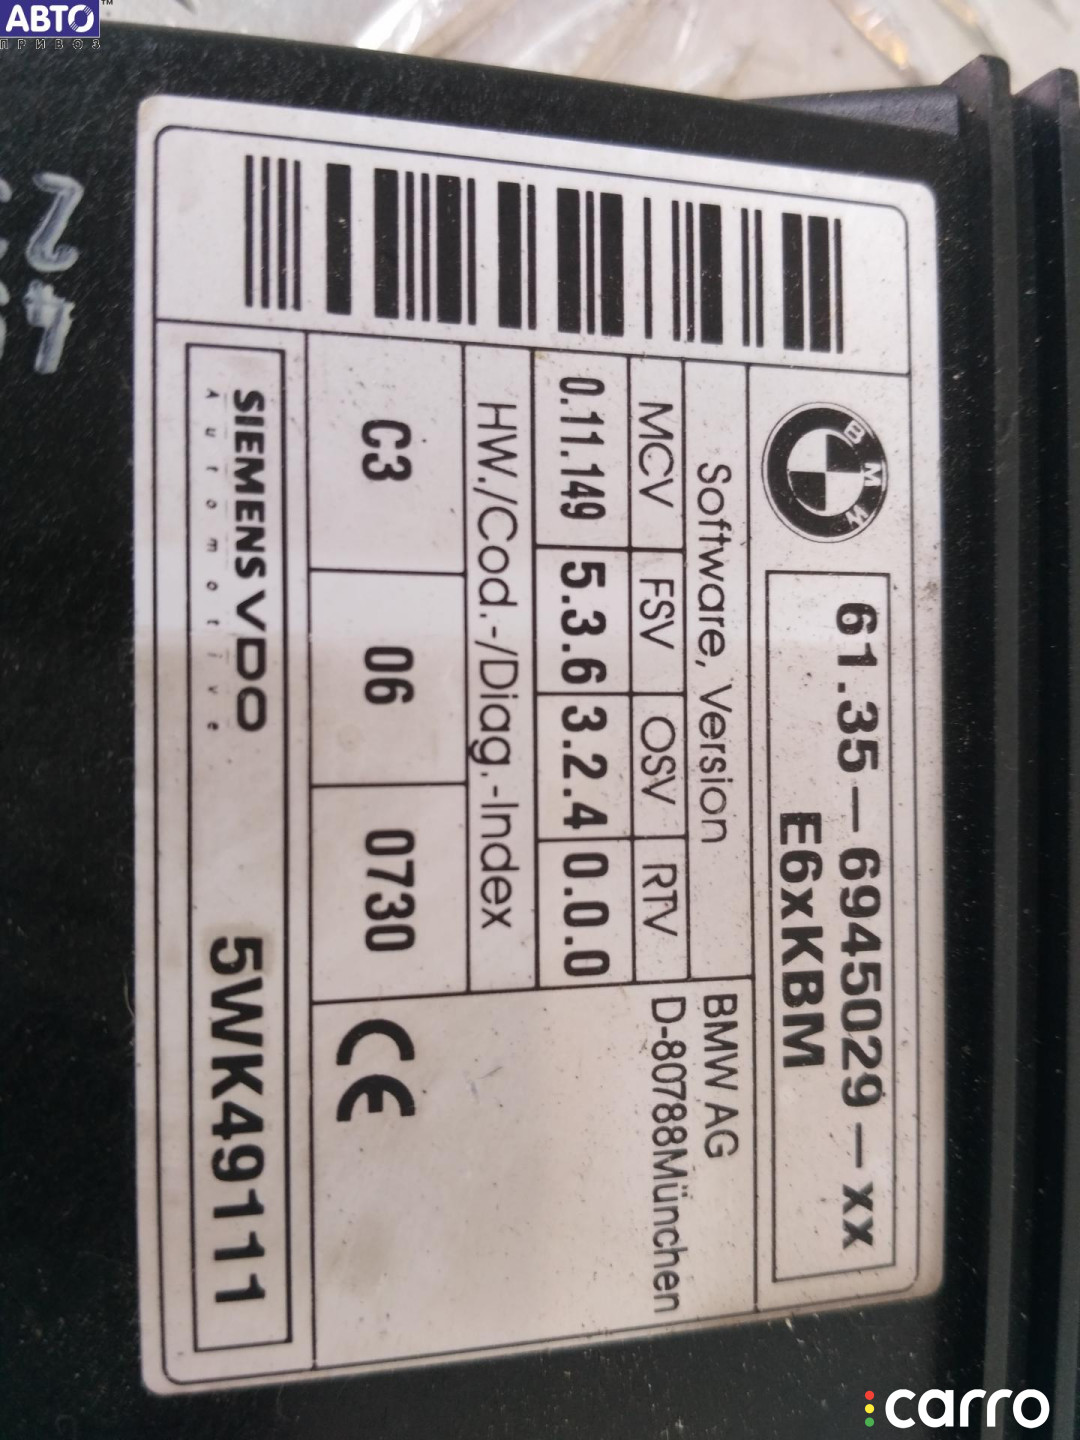 АВТО
ПРИВОЗ
™
BMW
61.35-6945029-xx
E6xKBM
Software, Version
BMW AG
MCV FSV OSV RTV
D-80788München
0.11.149 5.3.6 3.2.4 0.0.0
HW./Cod.-/Diag.-Index
C3 06 0730
CE
SIEMENS VDO
Automotive
5WK49111
carro